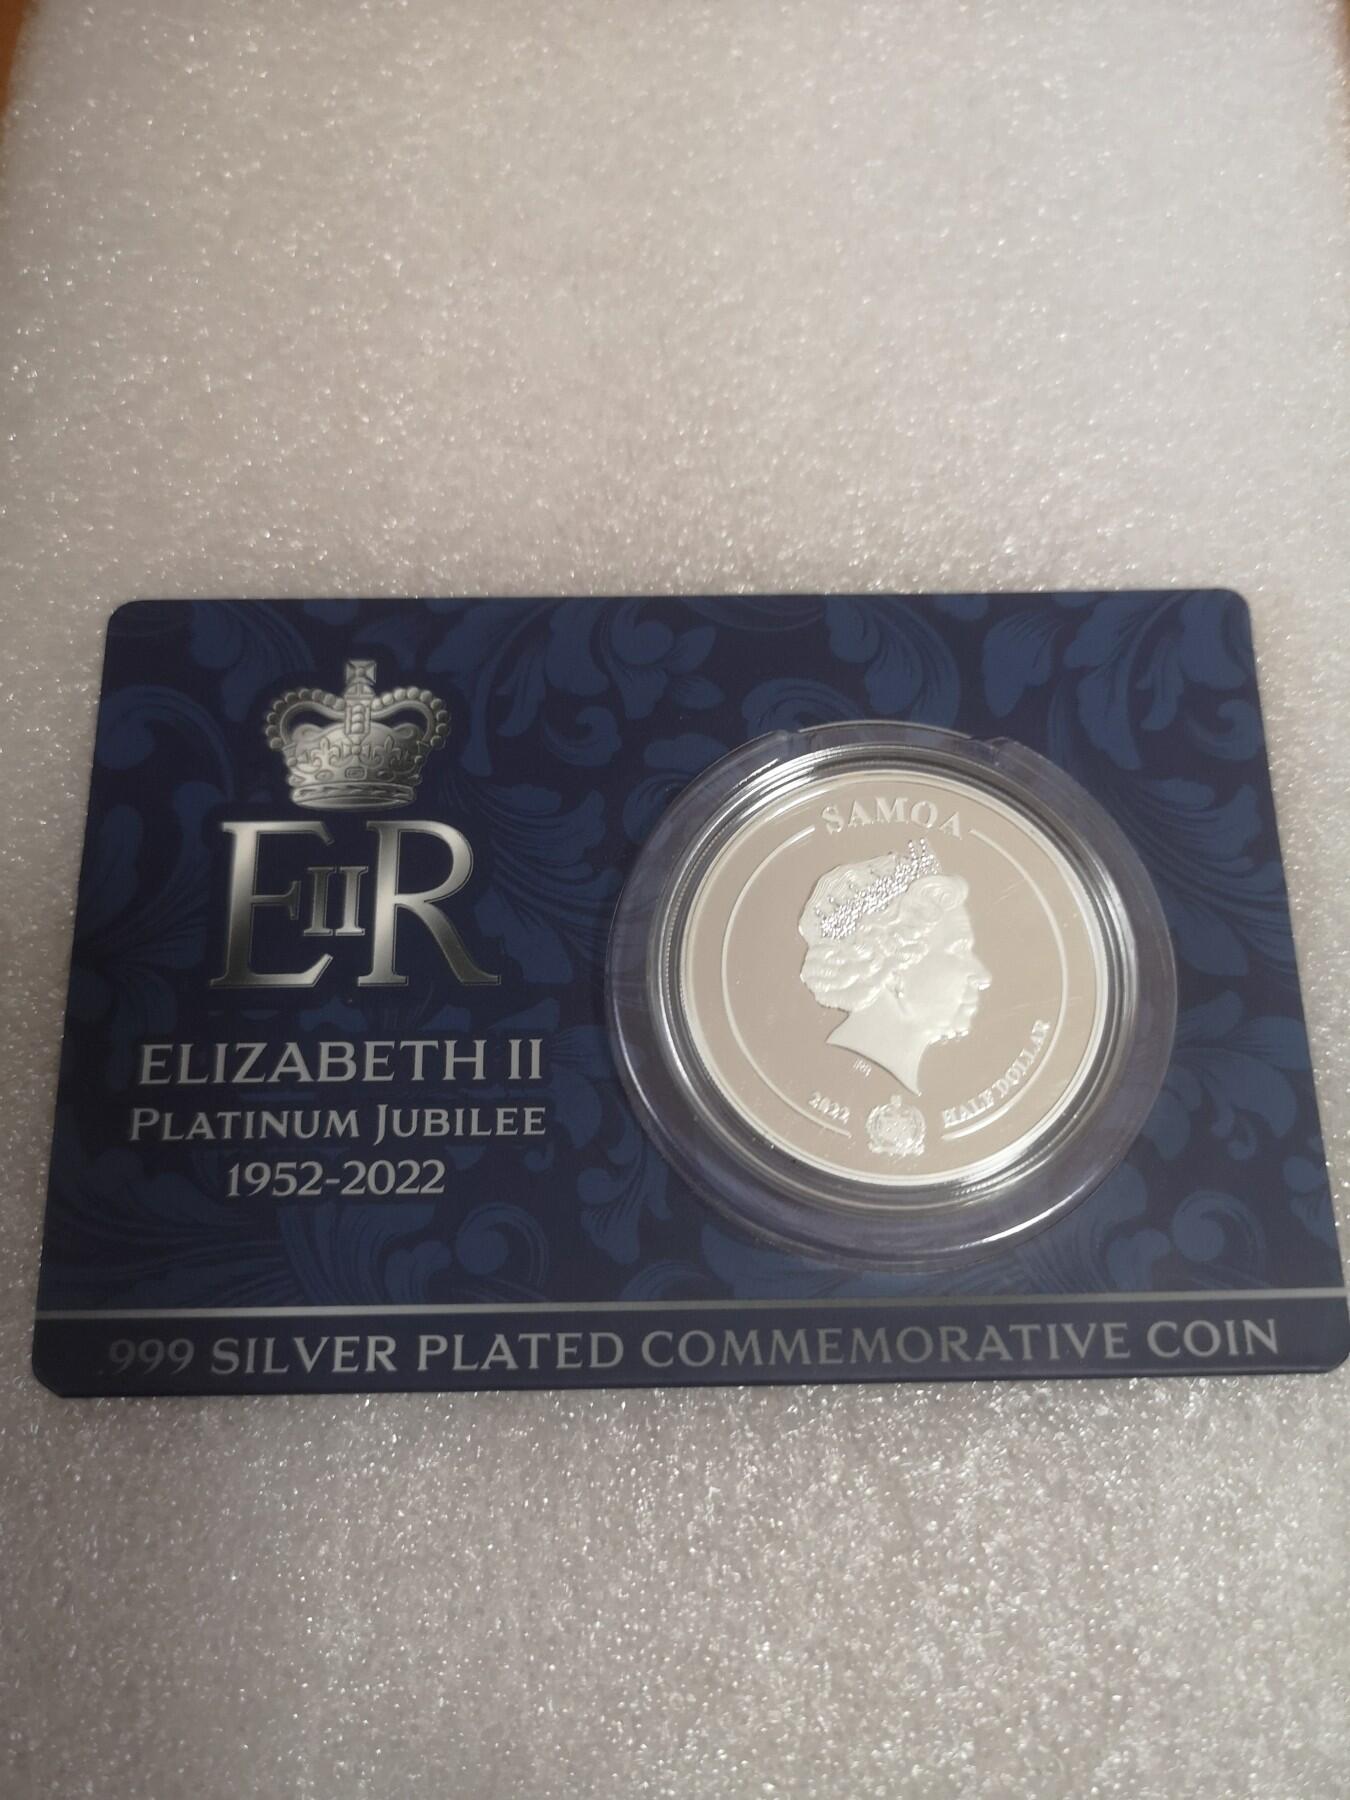 EIIR
ELIZABETH II
PLATINUM JUBILEE
1952-2022
SAMOA
2022
HALF DOLLAR
.999 SILVER PLATED COMMEMORATIVE COIN